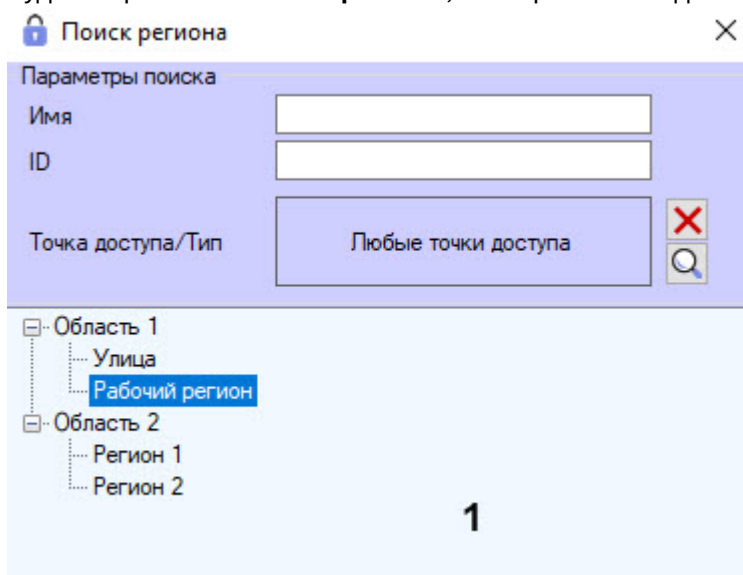 Поиск региона
Параметры поиска
Имя
ID
Точка доступа/Тип Любые точки доступа
Область 1
Улица
Рабочий регион
Область 2
Регион 1
Регион 2
1